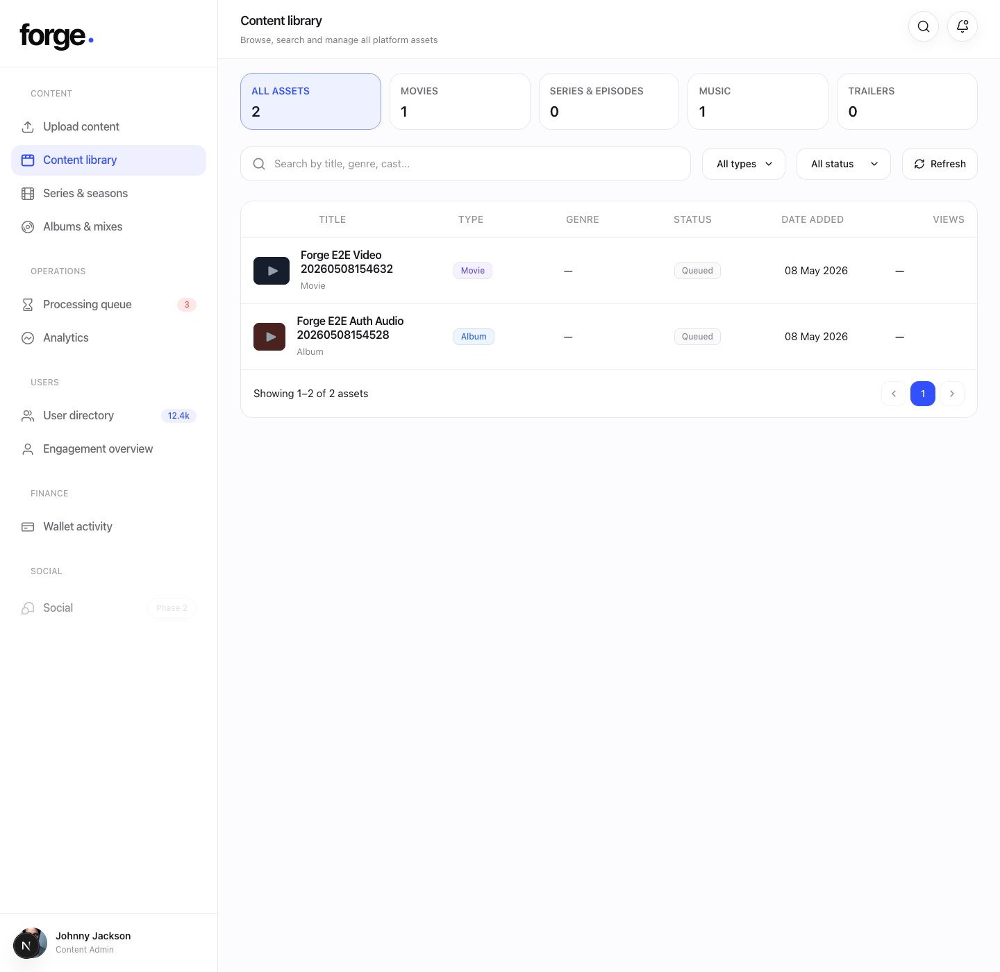 forge.
CONTENT
Upload content
Content library
Series & seasons
Albums & mixes
OPERATIONS
Processing queue 3
Analytics
USERS
User directory 12.4k
Engagement overview
FINANCE
Wallet activity
SOCIAL
Social Phase 2
N
Johnny Jackson
Content Admin
Content library
Browse, search and manage all platform assets
ALL ASSETS MOVIES SERIES & EPISODES MUSIC TRAILERS
2 1 0 1 0
Search by title, genre, cast... All types All status Refresh
TITLE TYPE GENRE STATUS DATE ADDED VIEWS
Forge E2E Video
20260508154632
Movie
Movie — Queued 08 May 2026 —
Forge E2E Auth Audio
20260508154528
Album
Album — Queued 08 May 2026 —
Showing 1–2 of 2 assets 1